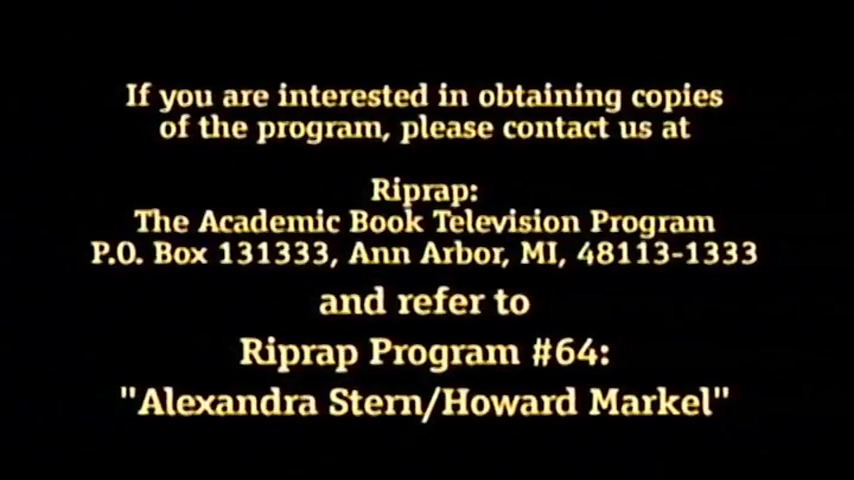 If you are interested in obtaining copies
of the program, please contact us at
Riprap:
The Academic Book Television Program
P.O. Box 131333, Ann Arbor, MI, 48113-1333
and refer to
Riprap Program #64:
"Alexandra Stern/Howard Markel"